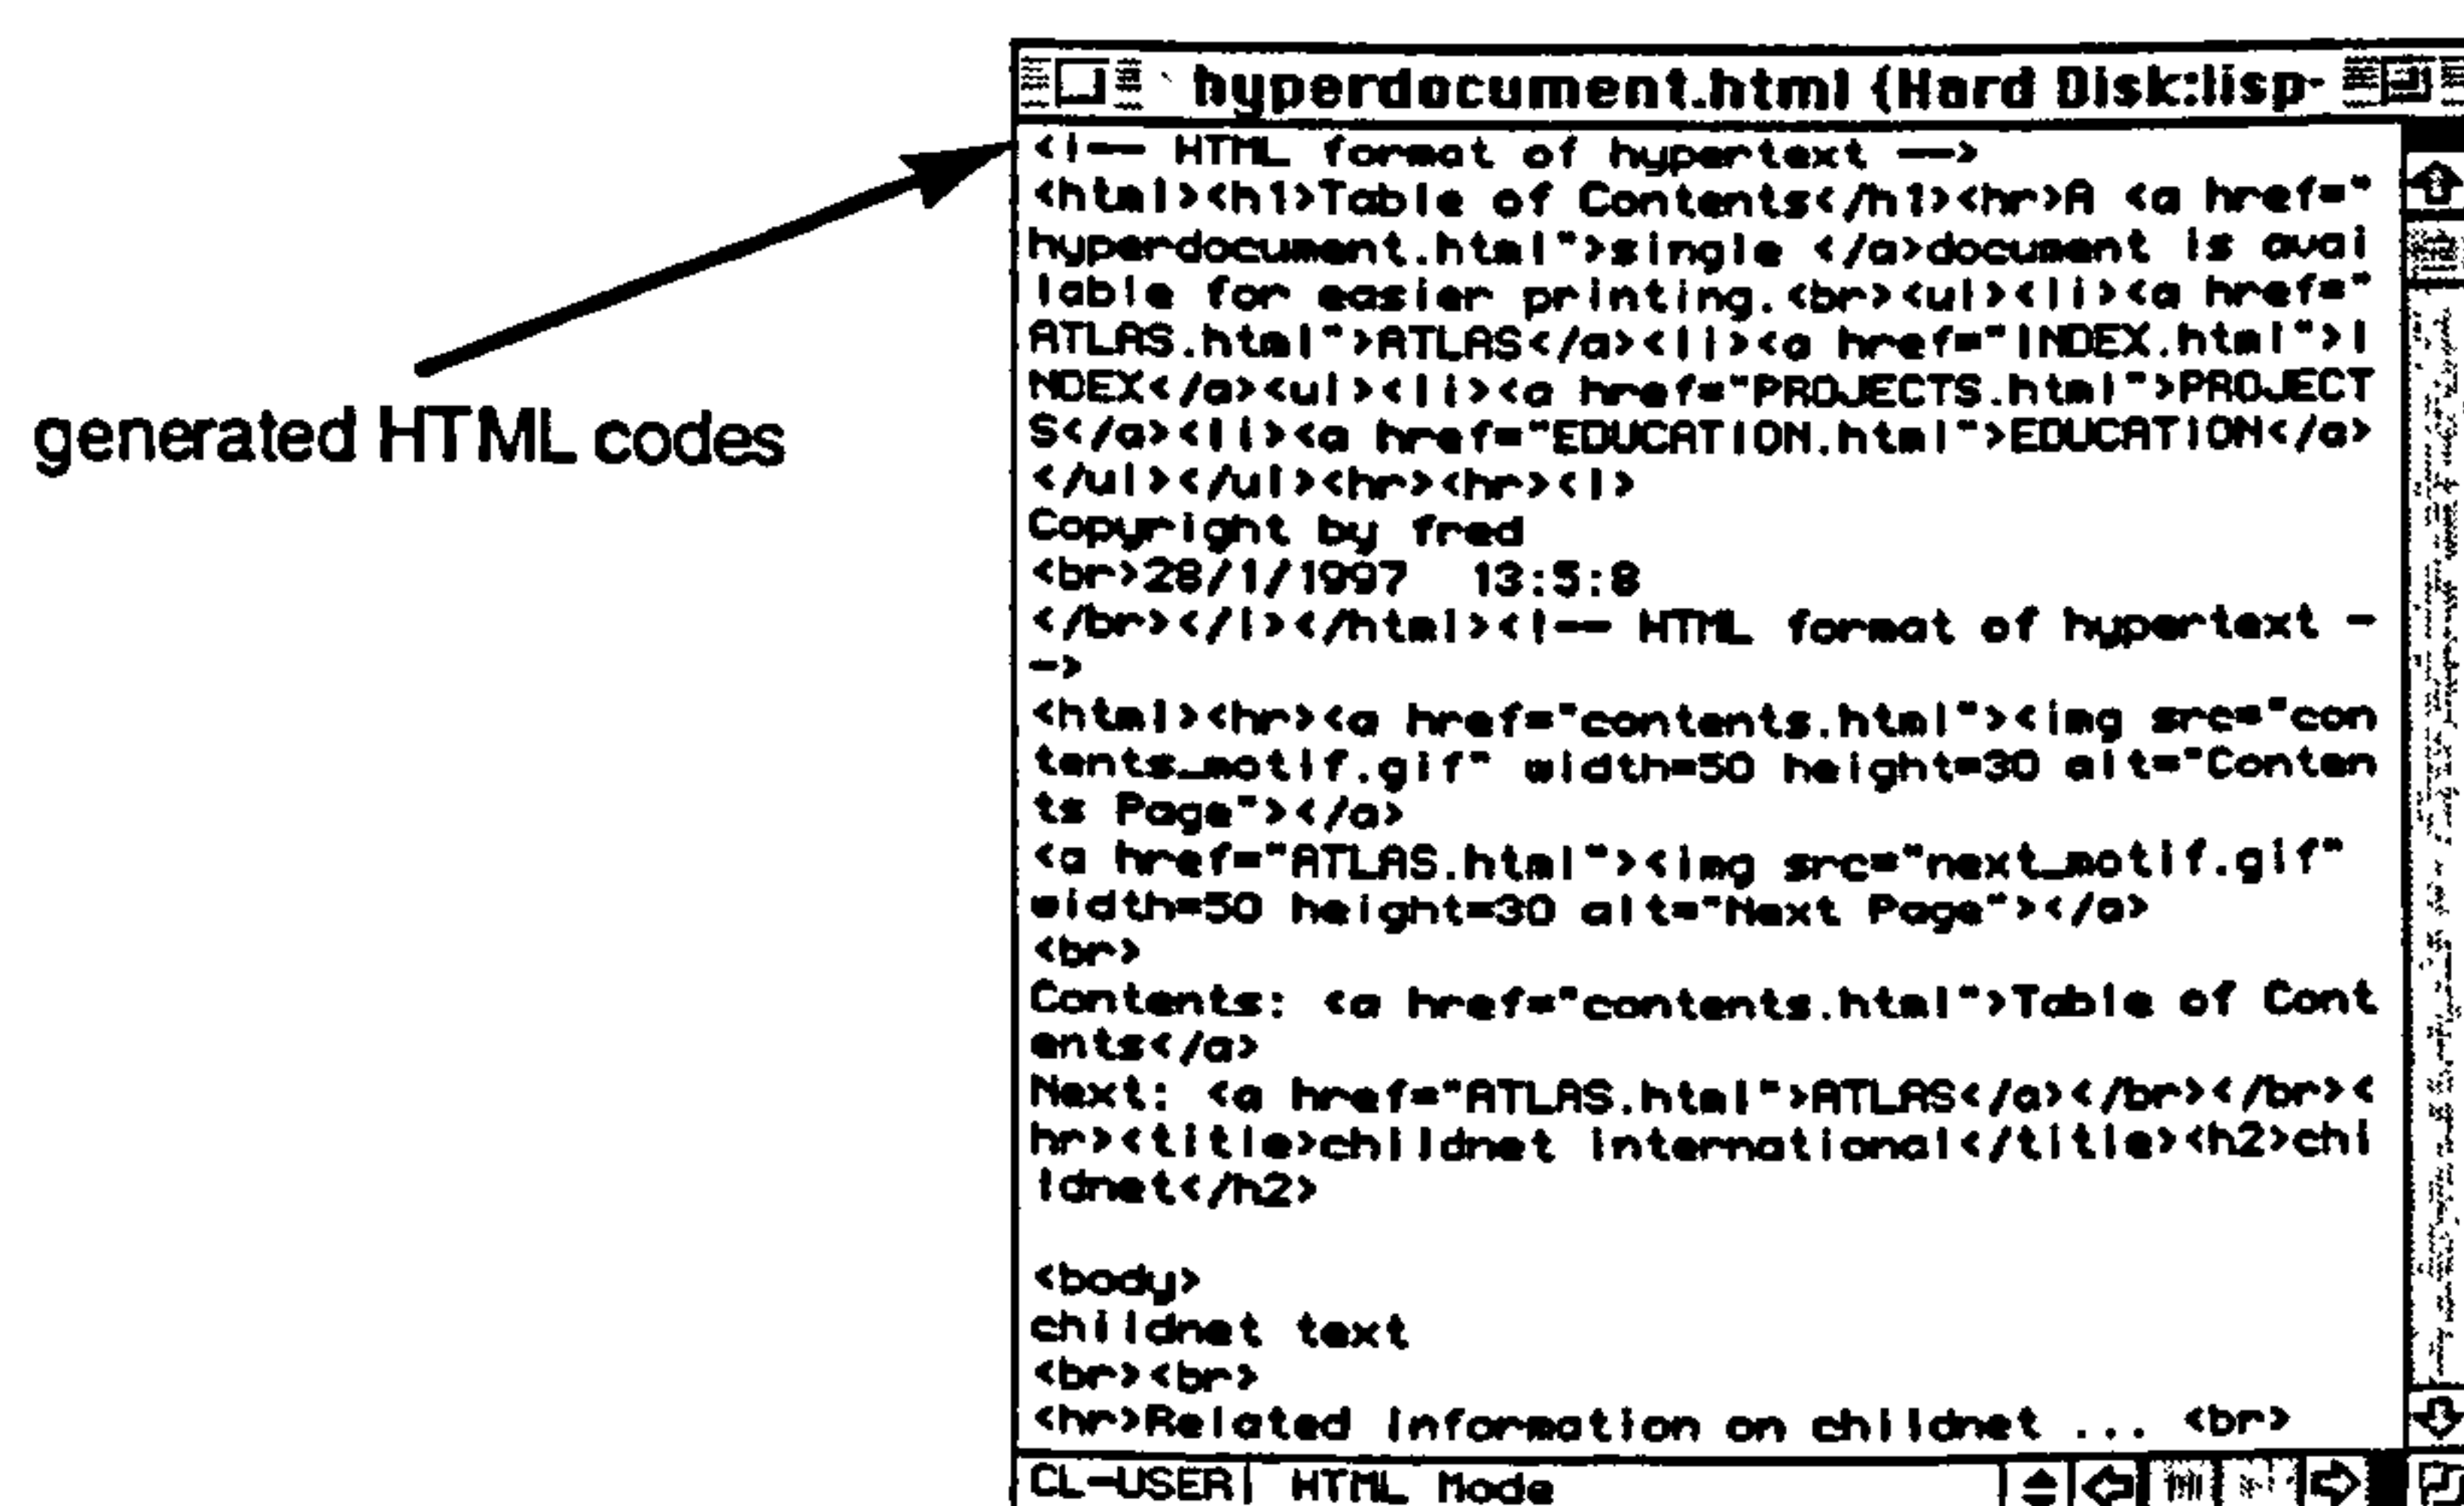 hyperdocument.html (Hard Disk:lisp-
<!-- HTML format of hypertext -->
<html><h1>Table of Contents</h1><hr>A <a href="
hyperdocument.html">single </a>document is avai
lable for easier printing.<br><ul><li><a href="
ATLAS.html">ATLAS</a><li><a href="INDEX.html">I
NDEX</a><ul><li><a href="PROJECTS.html">PROJECT
S</a><li><a href="EDUCATION.html">EDUCATION</a>
</ul></ul><hr><hr><i>
Copyright by fred
<br>28/1/1997  13:5:8
</br></i></html><!-- HTML format of hypertext -
->
<html><hr><a href="contents.html"><img src="con
tents_motif.gif" width=50 height=30 alt="Conten
ts Page"></a>
<a href="ATLAS.html"><img src="next_motif.gif"
width=50 height=30 alt="Next Page"></a>
<br>
Contents: <a href="contents.html">Table of Cont
ents</a>
Next: <a href="ATLAS.html">ATLAS</a></br></br><
hr><title>childnet international</title><h2>chi
ldnet</h2>
<body>
childnet text
<br><br>
<hr>Related information on childnet ... <br>
CL-USER| HTML Mode
generated HTML codes